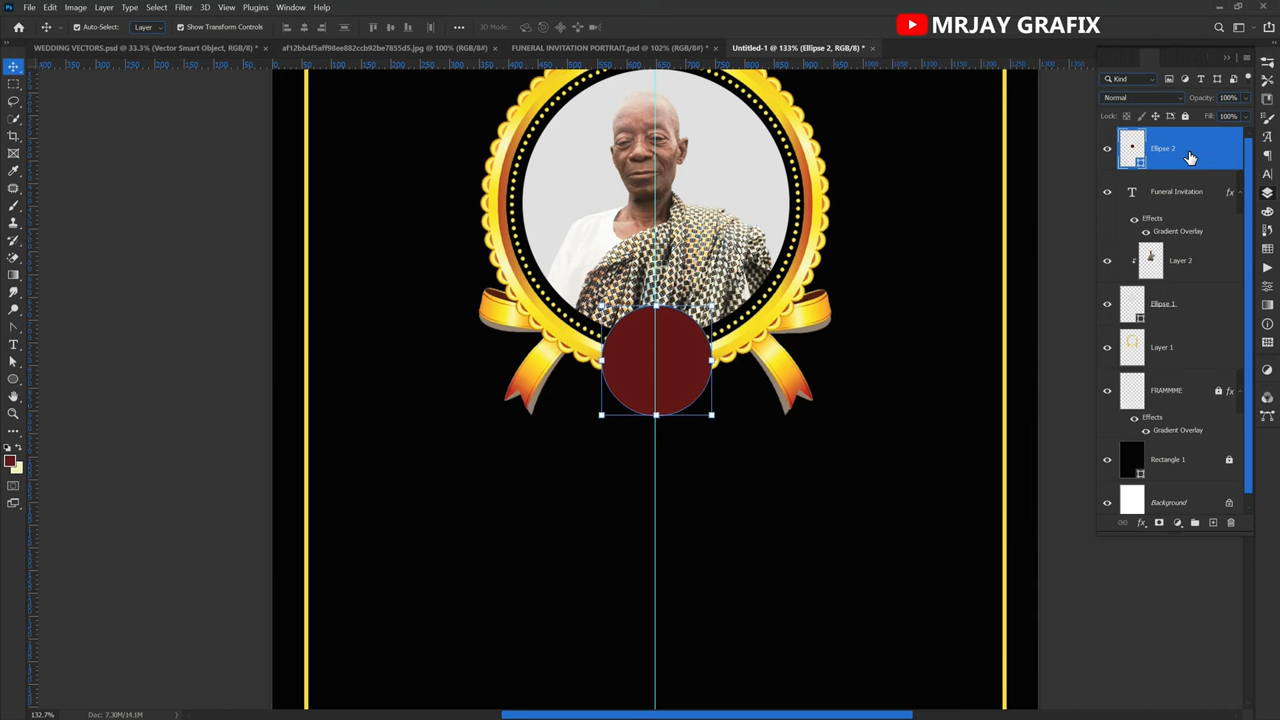 File Edit Image Layer Type Select Filter 3D View Plugins Window Help
Auto-Select: Layer Show Transform Controls 3D Mode:
MRJAY GRAFIX
WEDDING VECTORS.psd @ 33.3% (Vector Smart Object, RGB/8) *
af12bb4f5aff98ee882ccb92be7855d5.jpg @ 100% (RGB/8#)
FUNERAL INVITATION PORTRAIT.psd @ 102% (RGB/8#) *
Untitled-1 @ 133% (Ellipse 2, RGB/8#) *
Kind
Normal Opacity: 100%
Lock: Fill: 100%
Ellipse 2
T Funeral Invitation fx
Effects
Gradient Overlay
Layer 2
Ellipse 1
Layer 1
FRAMMME fx
Effects
Gradient Overlay
Rectangle 1
Background
132.7% Doc: 7.30M/14.1M